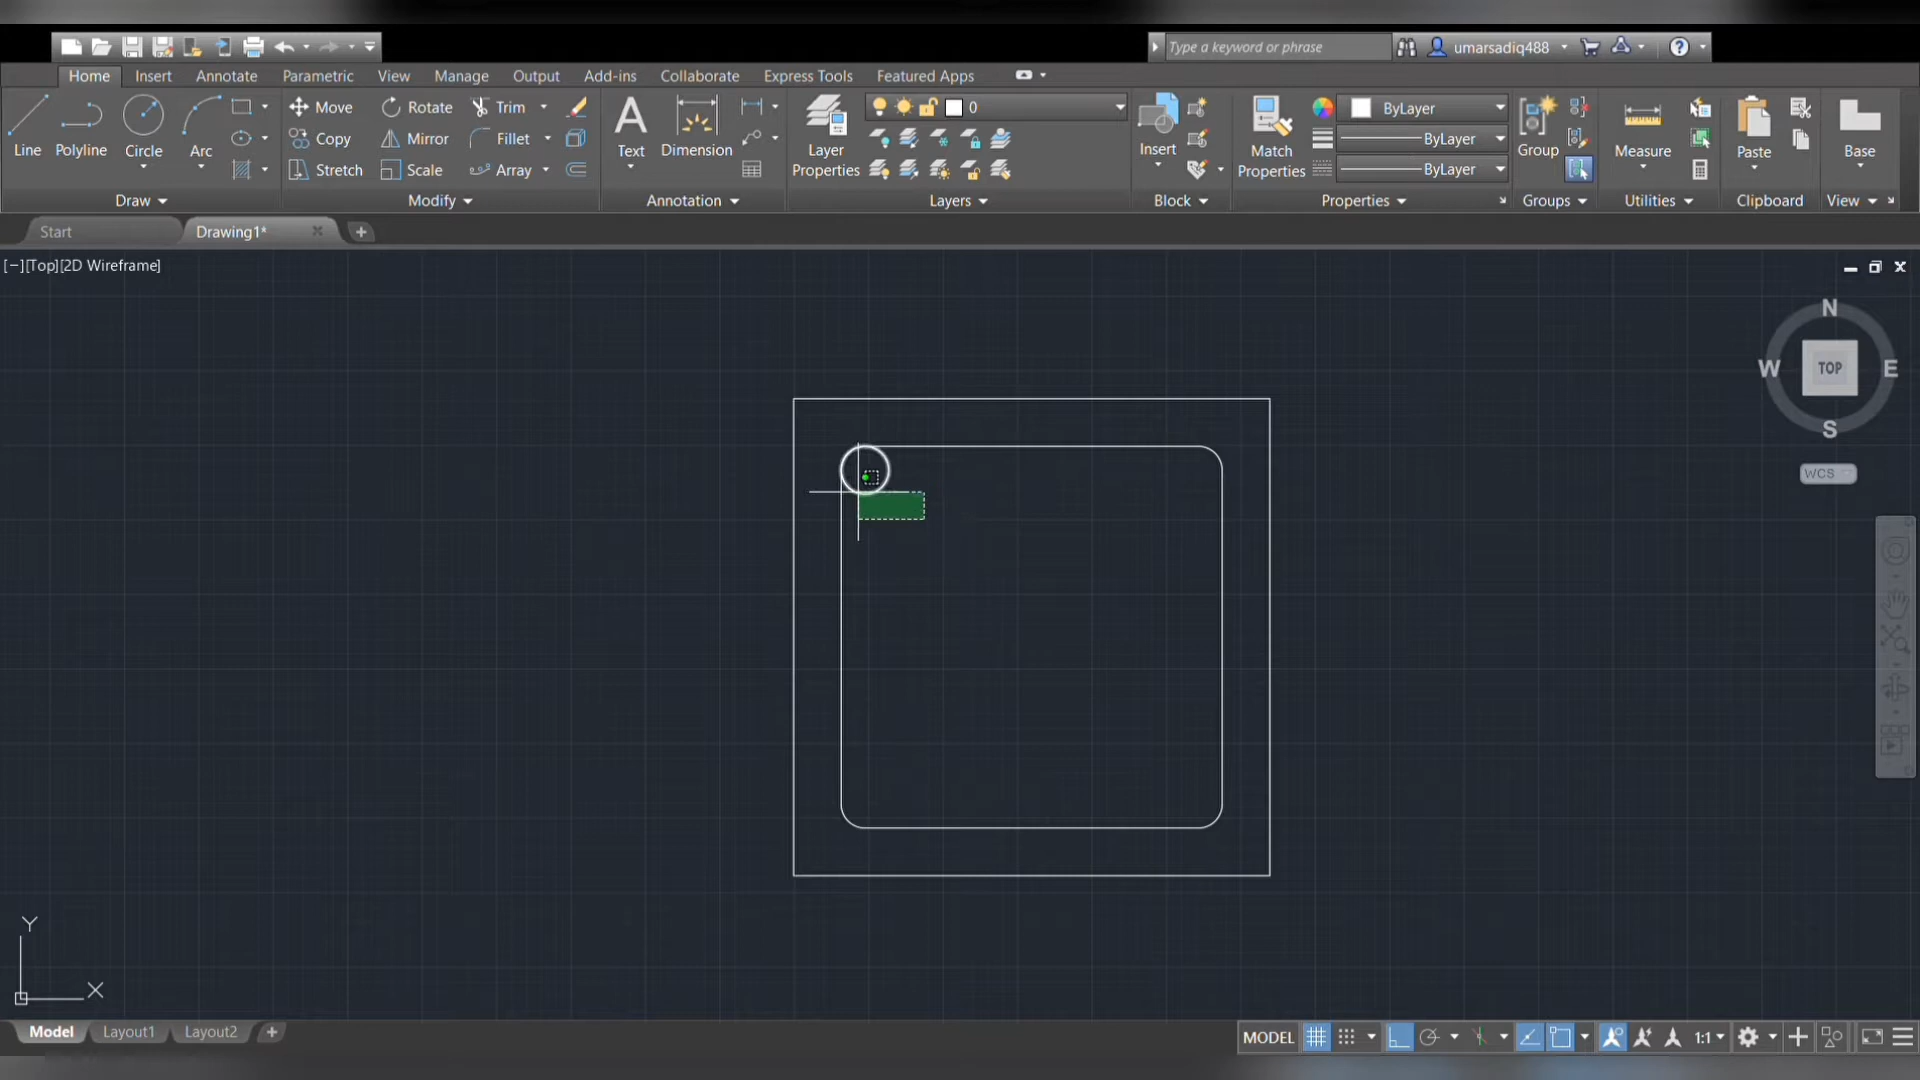 Type a keyword or phrase
umarsadiq488
Home Insert Annotate Parametric View Manage Output Add-ins Collaborate Express Tools Featured Apps
Line Polyline Circle Arc
Draw
Move Rotate Trim
Copy Mirror Fillet
Stretch Scale Array
Modify
Text Dimension
Annotation
Layer Properties
0
Layers
Insert
Block
Match Properties
ByLayer
ByLayer
ByLayer
Properties
Group
Groups
Measure
Utilities
Paste
Clipboard
Base
View
Start Drawing1*
[−][Top][2D Wireframe]
N
W TOP E
S
WCS
Y
X
Model Layout1 Layout2
MODEL 1:1